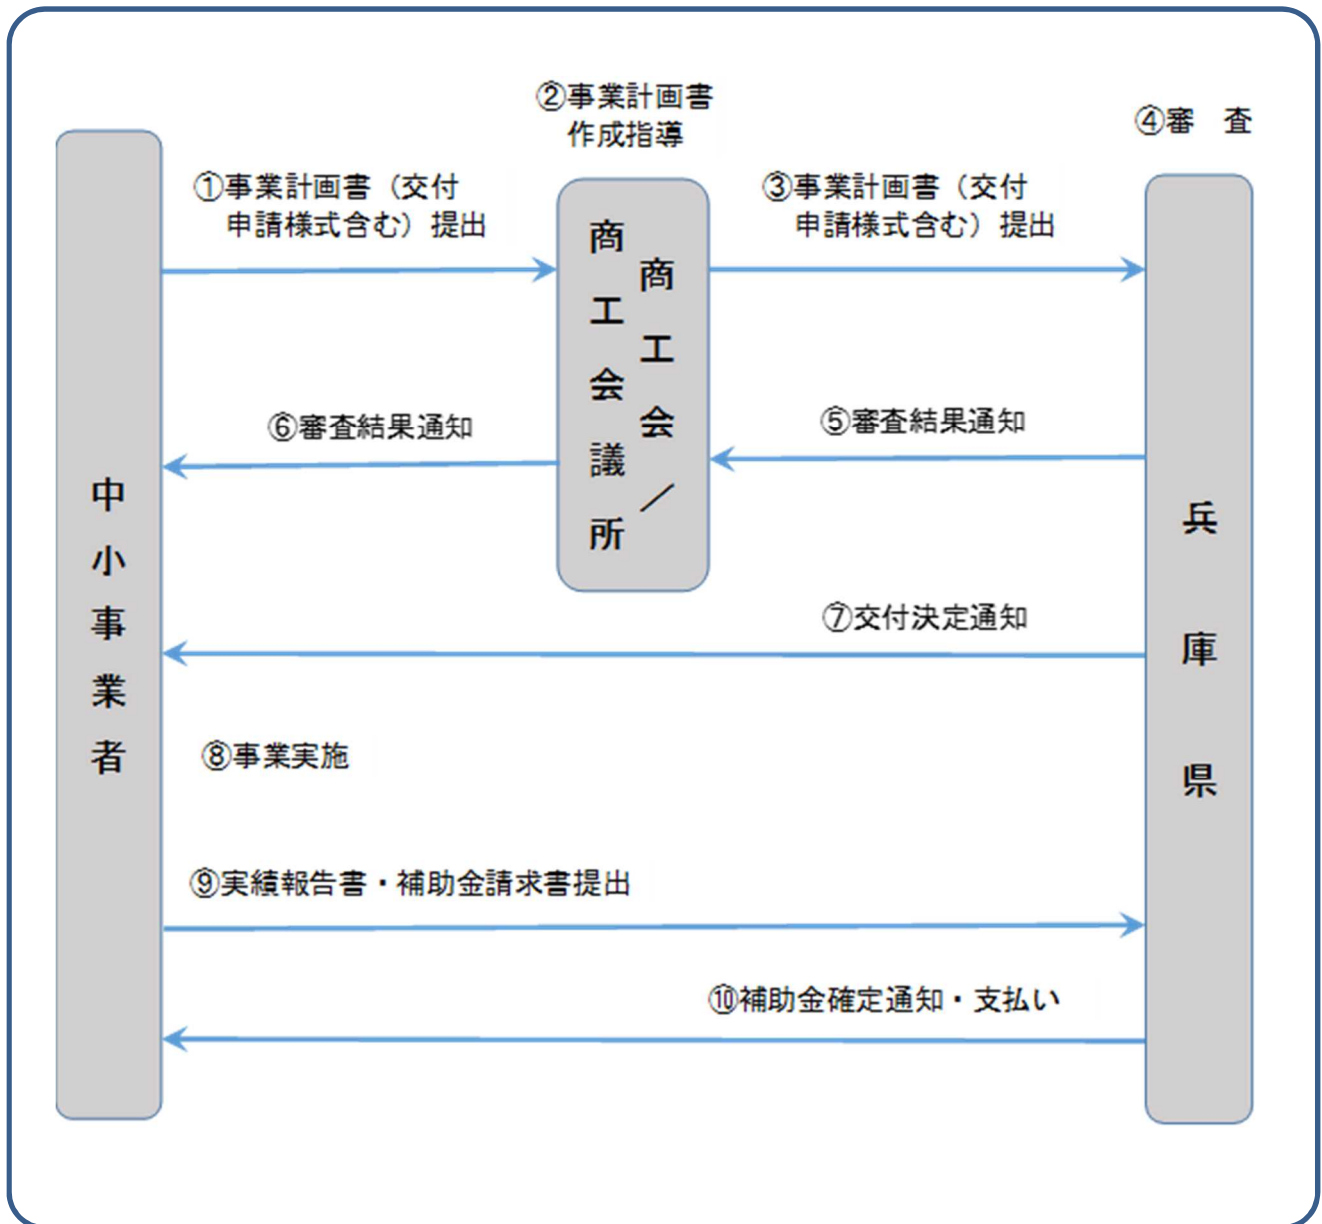 ②事業計画書
作成指導
④審　査
①事業計画書（交付
申請様式含む）提出
③事業計画書（交付
申請様式含む）提出
商工会／
商工会議所
⑥審査結果通知
⑤審査結果通知
中小事業者
兵庫県
⑦交付決定通知
⑧事業実施
⑨実績報告書・補助金請求書提出
⑩補助金確定通知・支払い